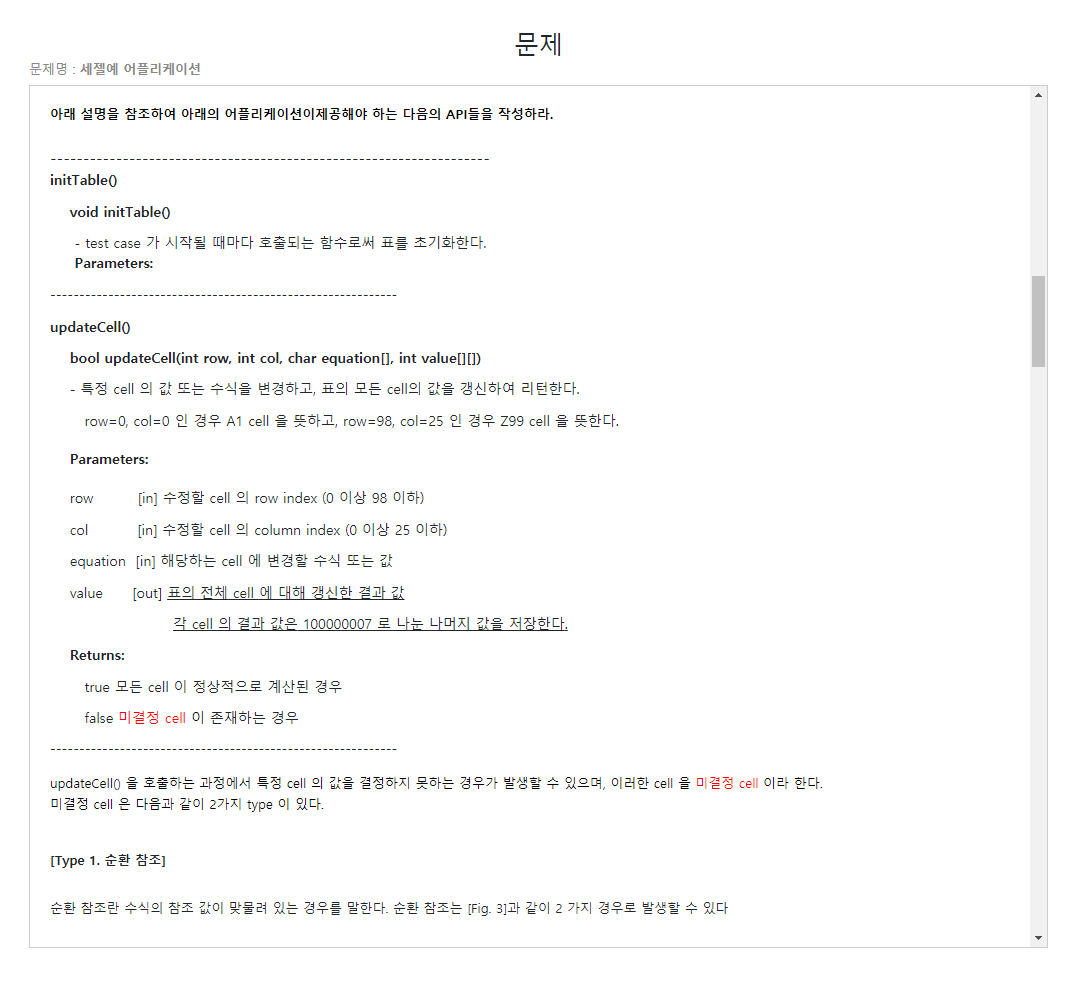 문제
문제명 : 세젤예 어플리케이션
아래 설명을 참조하여 아래의 어플리케이션이제공해야 하는 다음의 API들을 작성하라.
-------------------------------------------------------------------
initTable()
void initTable()
- test case 가 시작될 때마다 호출되는 함수로써 표를 초기화한다.
Parameters:
------------------------------------------------------------
updateCell()
bool updateCell(int row, int col, char equation[], int value[][])
- 특정 cell 의 값 또는 수식을 변경하고, 표의 모든 cell의 값을 갱신하여 리턴한다.
row=0, col=0 인 경우 A1 cell 을 뜻하고, row=98, col=25 인 경우 Z99 cell 을 뜻한다.
Parameters:
row [in] 수정할 cell 의 row index (0 이상 98 이하)
col [in] 수정할 cell 의 column index (0 이상 25 이하)
equation [in] 해당하는 cell 에 변경할 수식 또는 값
value [out] 표의 전체 cell 에 대해 갱신한 결과 값
각 cell 의 결과 값은 100000007 로 나눈 나머지 값을 저장한다.
Returns:
true 모든 cell 이 정상적으로 계산된 경우
false 미결정 cell 이 존재하는 경우
------------------------------------------------------------
updateCell() 을 호출하는 과정에서 특정 cell 의 값을 결정하지 못하는 경우가 발생할 수 있으며, 이러한 cell 을 미결정 cell 이라 한다.
미결정 cell 은 다음과 같이 2가지 type 이 있다.
[Type 1. 순환 참조]
순환 참조란 수식의 참조 값이 맞물려 있는 경우를 말한다. 순환 참조는 [Fig. 3]과 같이 2 가지 경우로 발생할 수 있다